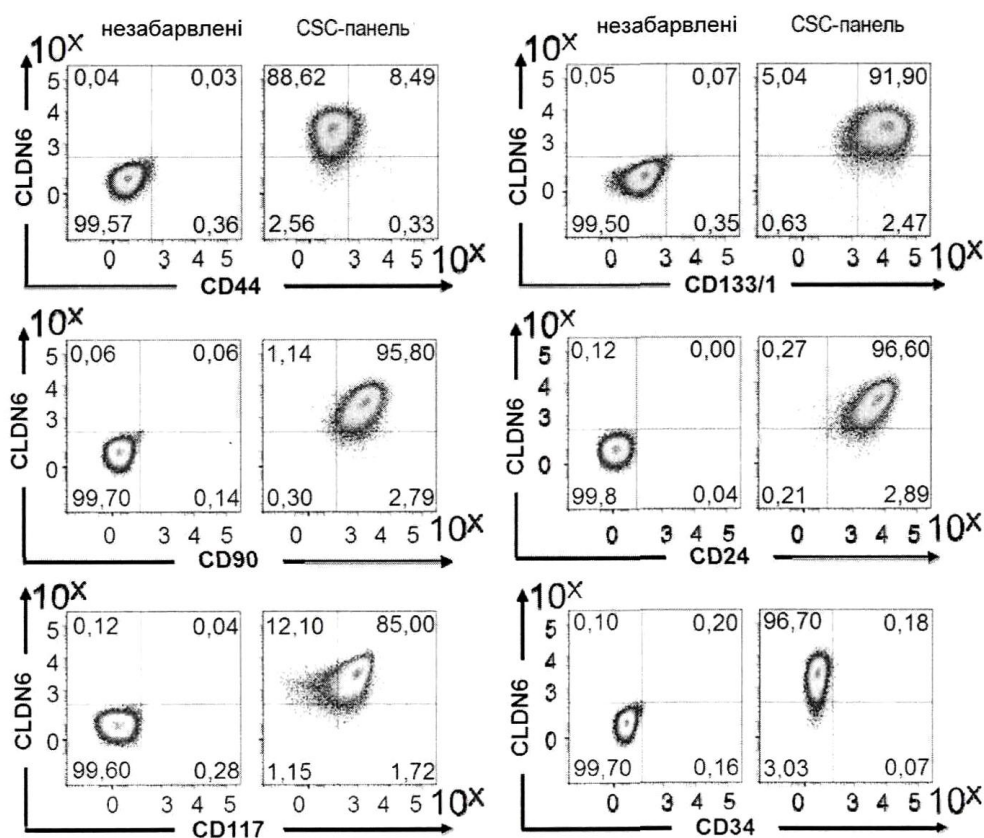 незабарвлені CSC-панель незабарвлені CSC-панель
10x
5 0,04 0,03 88,62 8,49
4
CLDN6
3
0
99,57 0,36 2,56 0,33
0 3 4 5 0 3 4 5 10x
CD44
10x
5 0,05 0,07 5,04 91,90
4
CLDN6
3
0
99,50 0,35 0,63 2,47
0 3 4 5 0 3 4 5 10x
CD133/1
10x
5 0,06 0,06 1,14 95,80
4
CLDN6
3
0
99,70 0,14 0,30 2,79
0 3 4 5 0 3 4 5 10x
CD90
10x
5 0,12 0,00 0,27 96,60
4
CLDN6
3
0
99,8 0,04 0,21 2,89
0 3 4 5 0 3 4 5 10x
CD24
10x
5 0,12 0,04 12,10 85,00
4
CLDN6
3
0
99,60 0,28 1,15 1,72
0 3 4 5 0 3 4 5 10x
CD117
10x
5 0,10 0,20 96,70 0,18
4
CLDN6
3
0
99,70 0,16 3,03 0,07
0 3 4 5 0 3 4 5 10x
CD34